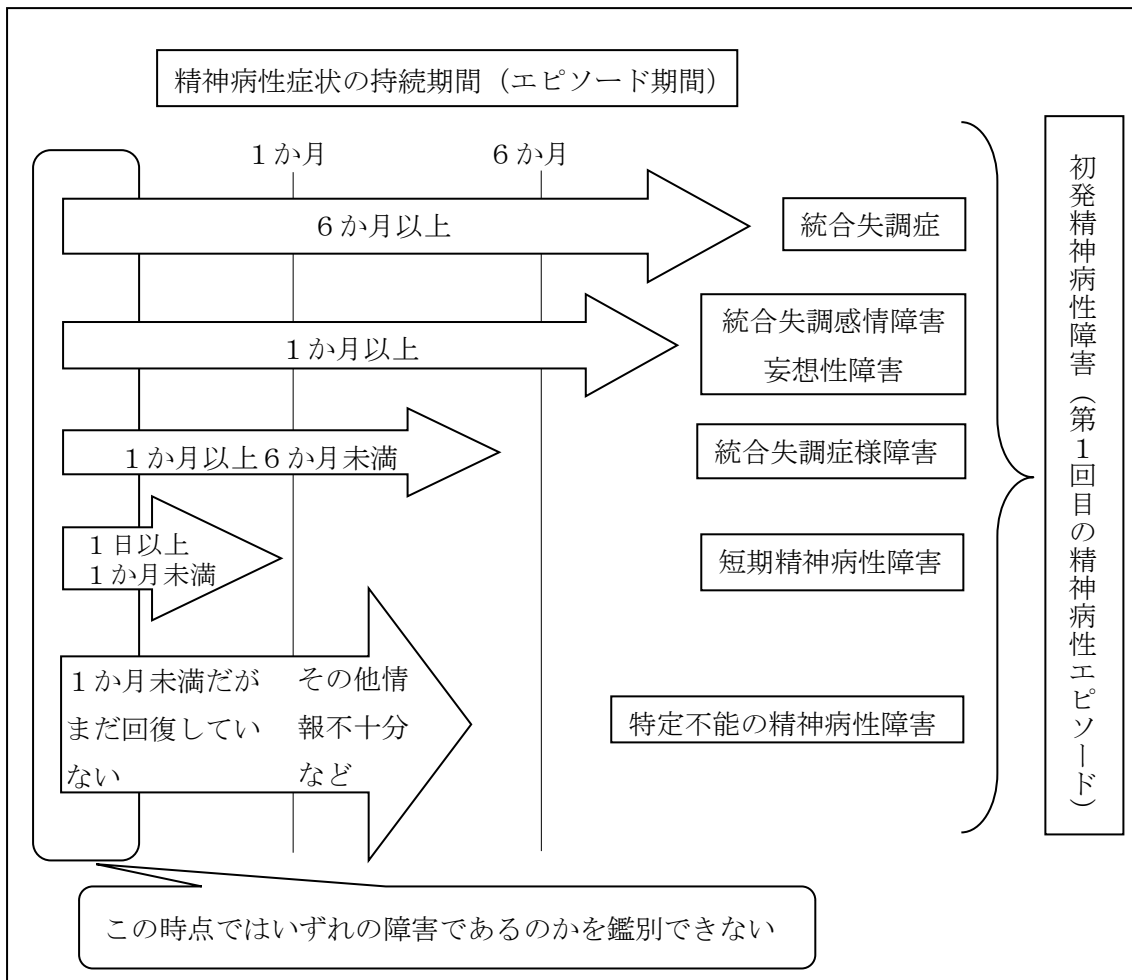 精神病性症状の持続期間（エピソード期間）
１か月
６か月
６か月以上
統合失調症
１か月以上
統合失調感情障害
妄想性障害
１か月以上６か月未満
統合失調症様障害
１日以上
１か月未満
短期精神病性障害
１か月未満だが
まだ回復してい
ない
その他情
報不十分
など
特定不能の精神病性障害
初発精神病性障害（第１回目の精神病性エピソード）
この時点ではいずれの障害であるのかを鑑別できない